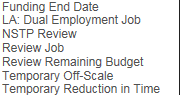 Funding End Date
LA: Dual Employment Job
NSTP Review
Review Job
Review Remaining Budget
Temporary Off-Scale
Temporary Reduction in Time